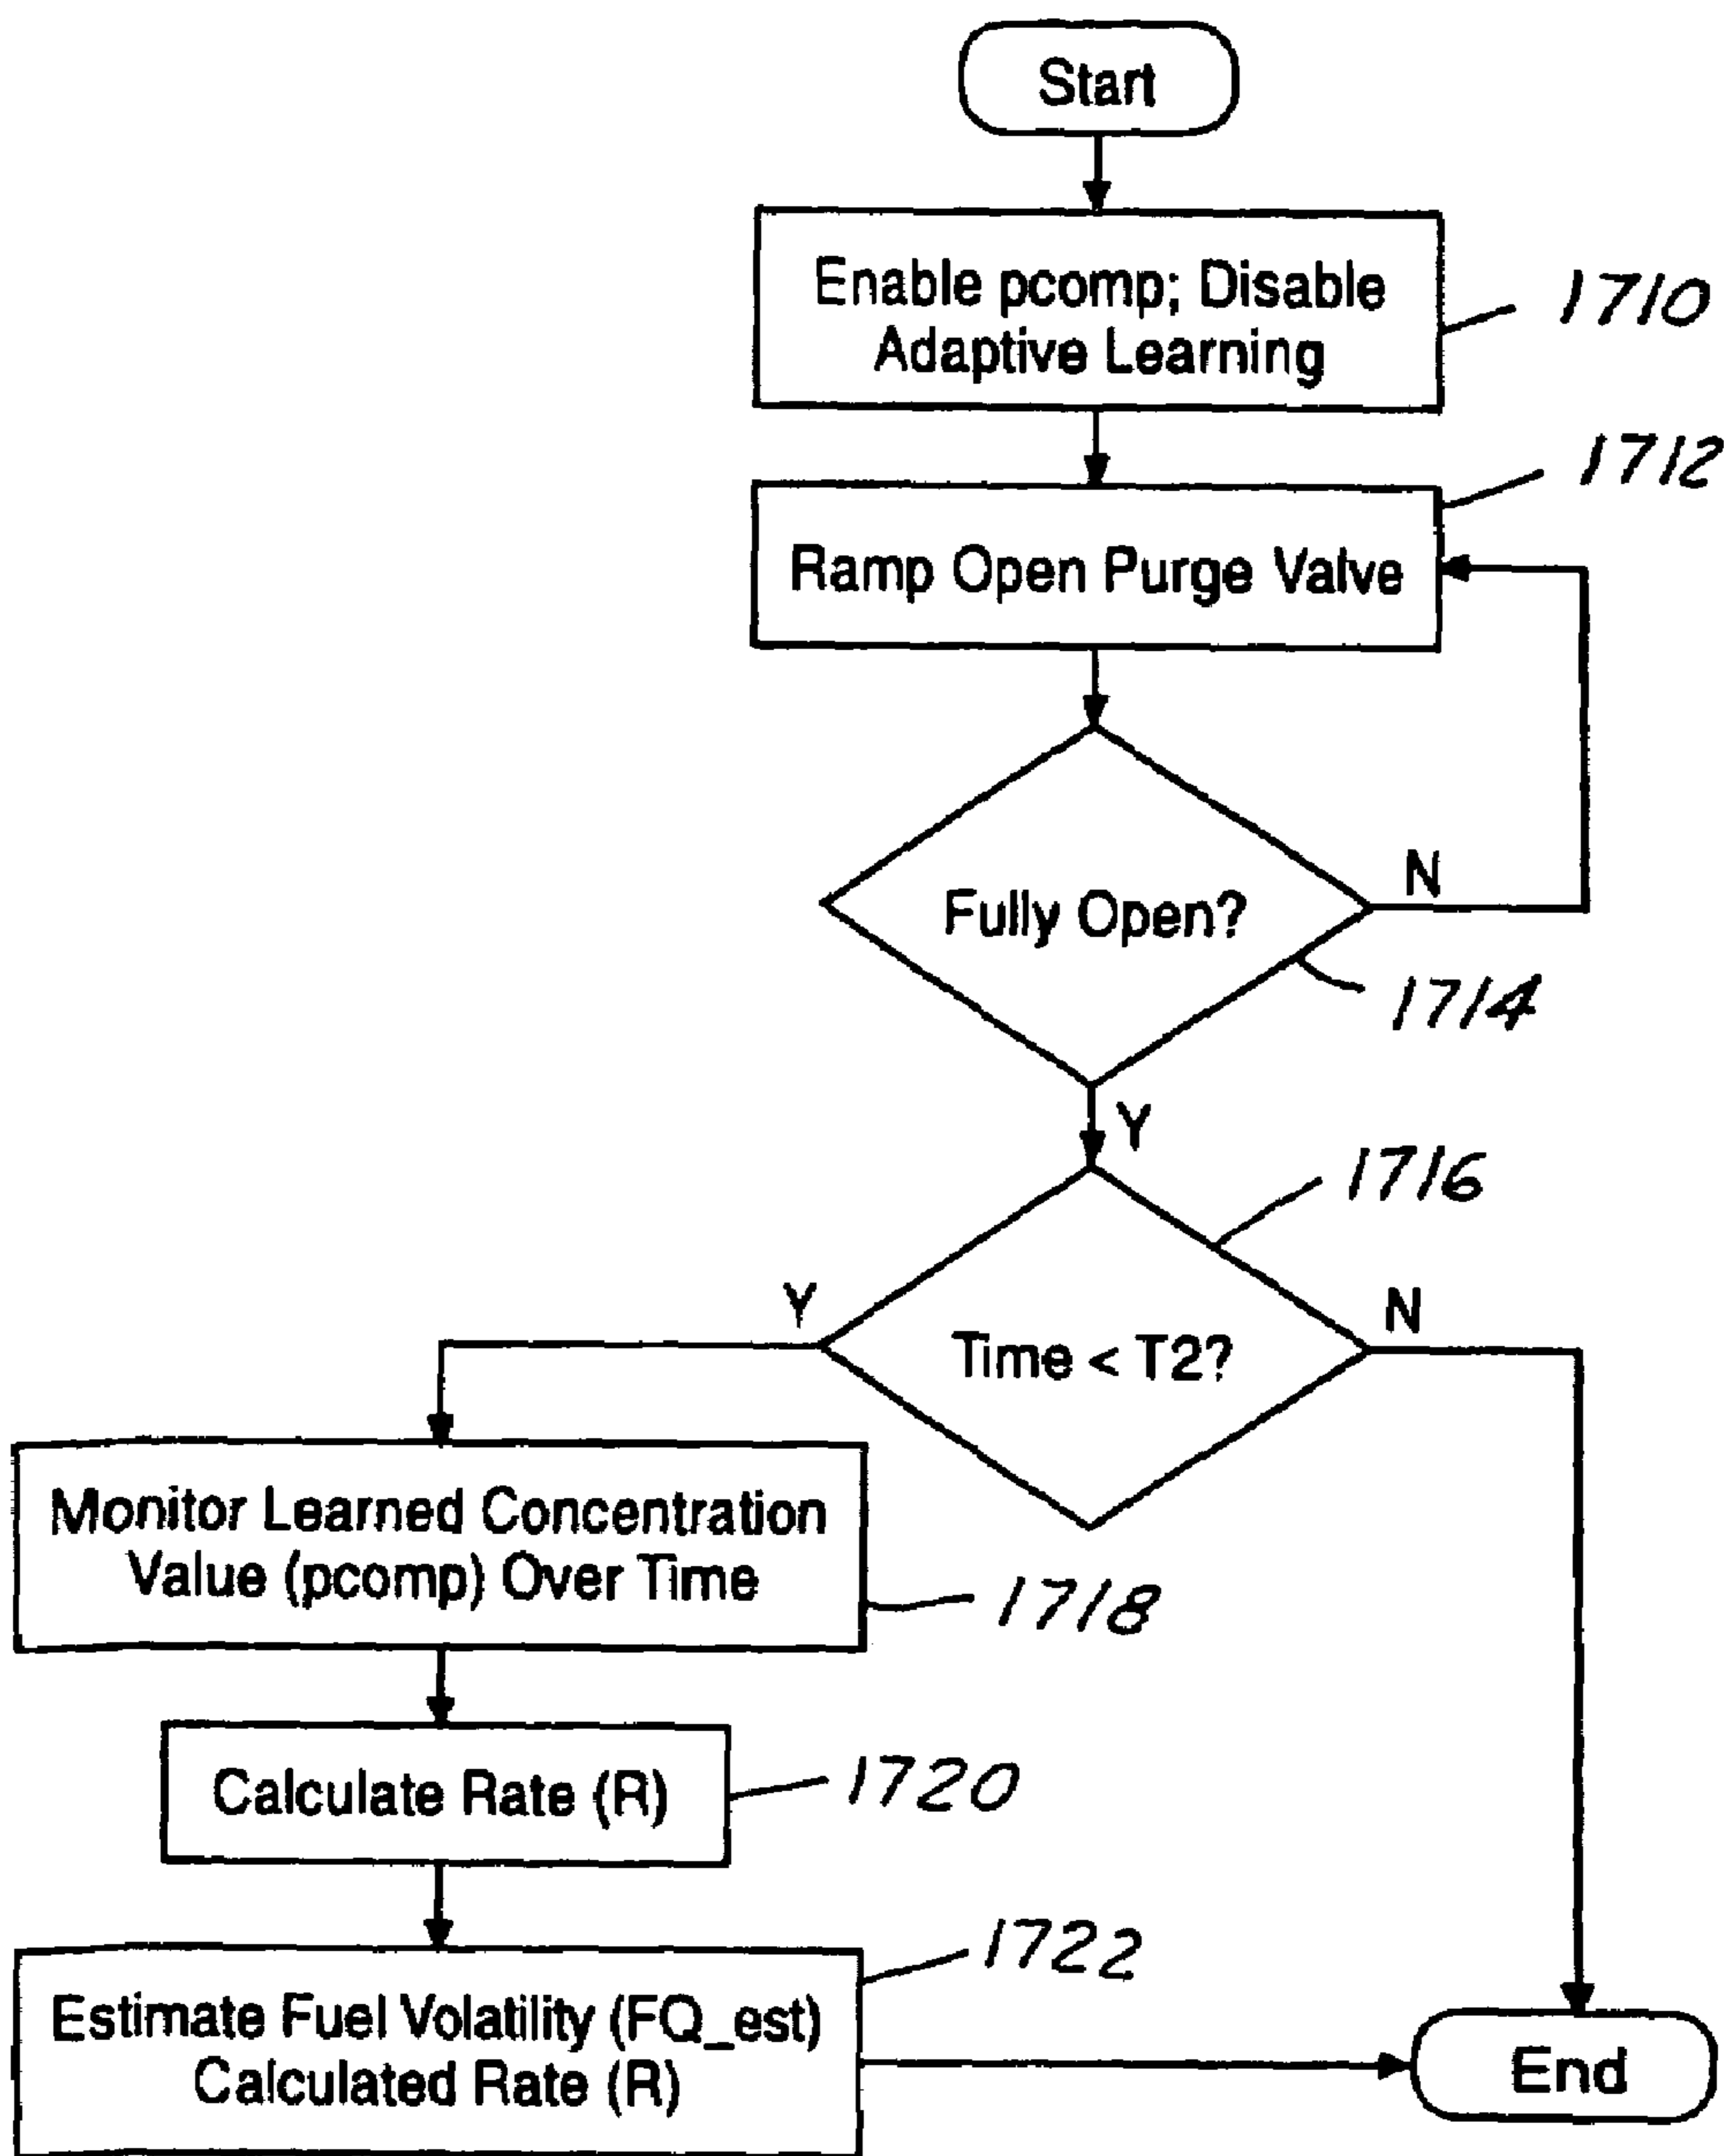 Start
Enable pcomp; Disable
Adaptive Learning
1710
1712
Ramp Open Purge Valve
N
Fully Open?
1714
Y
1716
Y
N
Time < T2?
Monitor Learned Concentration
Value (pcomp) Over Time
1718
Calculate Rate (R)
1720
1722
Estimate Fuel Volatility (FQ_est)
Calculated Rate (R)
End